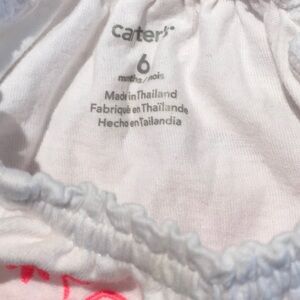 carter's
6
months/mois
Made in Thailand
Fabriqué en Thaïlande
Hecho en Tailandia